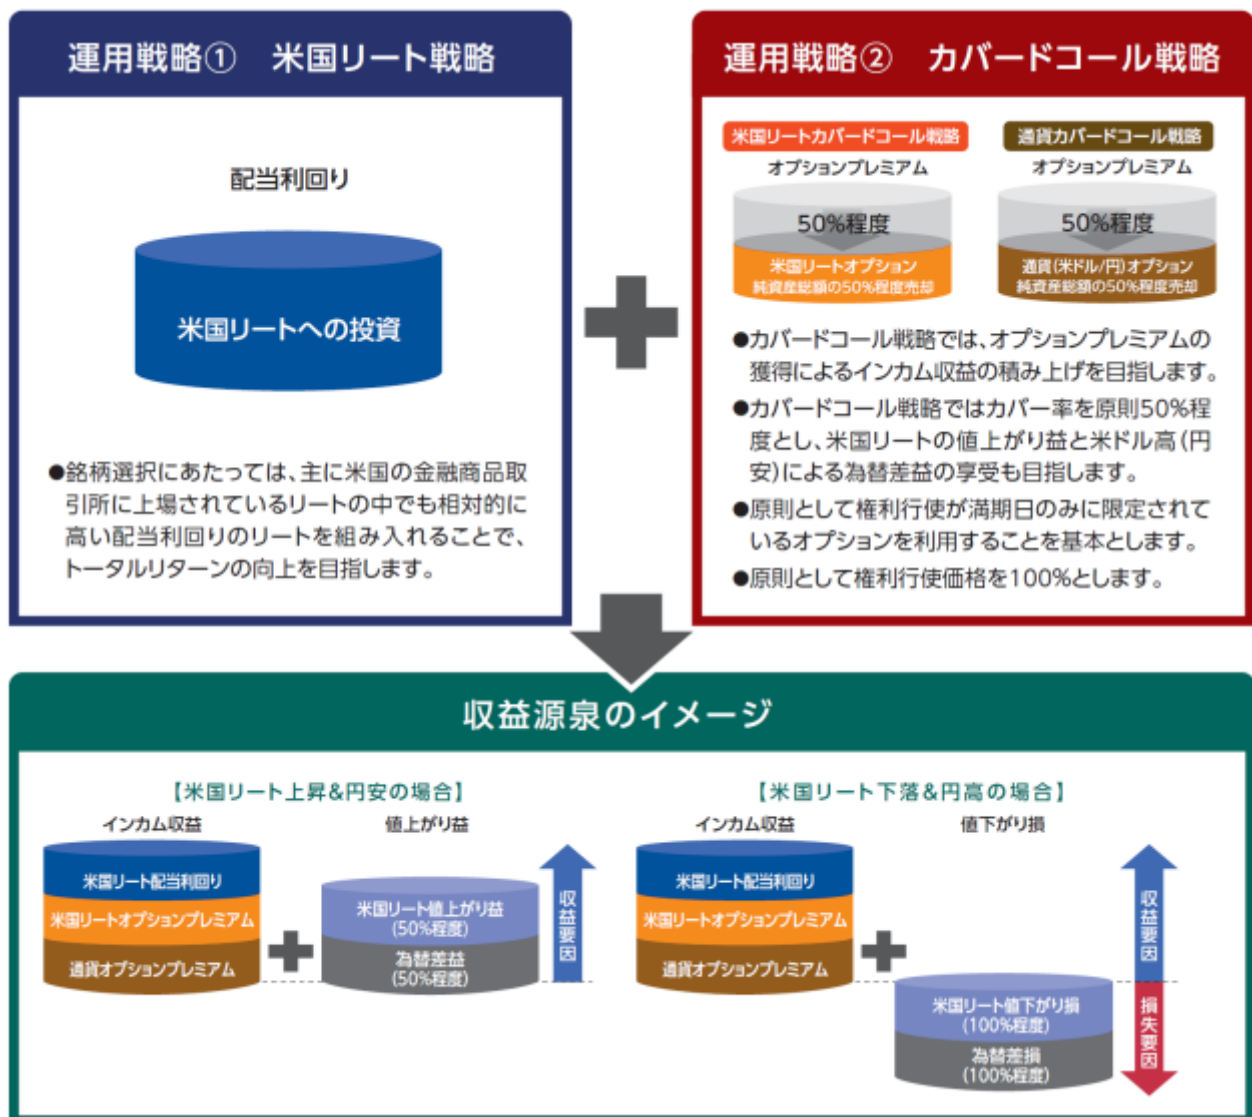 運用戦略① 米国リート戦略
配当利回り
米国リートへの投資
●銘柄選択にあたっては、主に米国の金融商品取
引所に上場されているリートの中でも相対的に
高い配当利回りのリートを組み入れることで、
トータルリターンの向上を目指します。
運用戦略② カバードコール戦略
米国リートカバードコール戦略
オプションプレミアム
50%程度
米国リートオプション
純資産総額の50%程度売却
通貨カバードコール戦略
オプションプレミアム
50%程度
通貨(米ドル/円)オプション
純資産総額の50%程度売却
●カバードコール戦略では、オプションプレミアムの
獲得によるインカム収益の積み上げを目指します。
●カバードコール戦略ではカバー率を原則50%程
度とし、米国リートの値上がり益と米ドル高(円
安)による為替差益の享受も目指します。
●原則として権利行使が満期日のみに限定されて
いるオプションを利用することを基本とします。
●原則として権利行使価格を100%とします。
収益源泉のイメージ
【米国リート上昇&円安の場合】
インカム収益
米国リート配当利回り
米国リートオプションプレミアム
通貨オプションプレミアム
値上がり益
米国リート値上がり益
(50%程度)
為替差益
(50%程度)
収益要因
【米国リート下落&円高の場合】
インカム収益
米国リート配当利回り
米国リートオプションプレミアム
通貨オプションプレミアム
値下がり損
米国リート値下がり損
(100%程度)
為替差損
(100%程度)
収益要因
損失要因